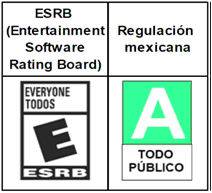 ESRB
(Entertainment
Software
Rating Board)
Regulación
mexicana
EVERYONE
TODOS
E
ESRB
A
TODO
PÚBLICO